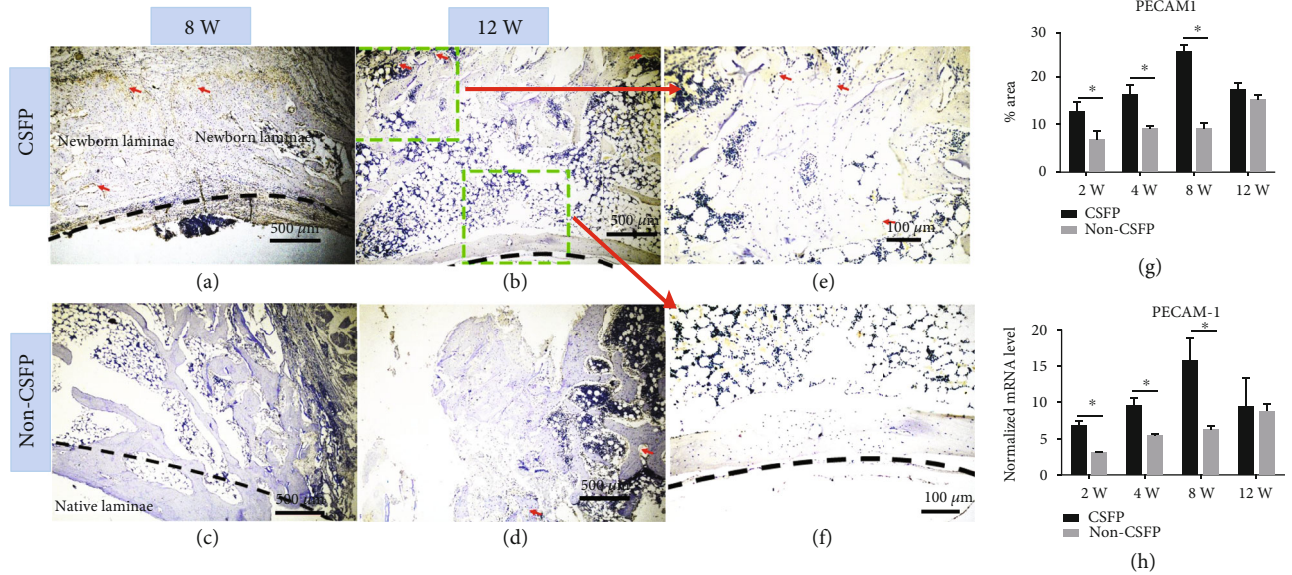 8 W
12 W
CSFP
Newborn laminae
Newborn laminae
500 µm
500 µm
100 µm
(a)
(b)
(e)
Non-CSFP
Native laminae
500 µm
500 µm
100 µm
(c)
(d)
(f)
PECAM1
% area
30
20
10
0
*
*
*
2 W
4 W
8 W
12 W
CSFP
Non-CSFP
(g)
PECAM-1
Normalized mRNA level
20
15
10
5
0
*
*
*
2 W
4 W
8 W
12 W
CSFP
Non-CSFP
(h)